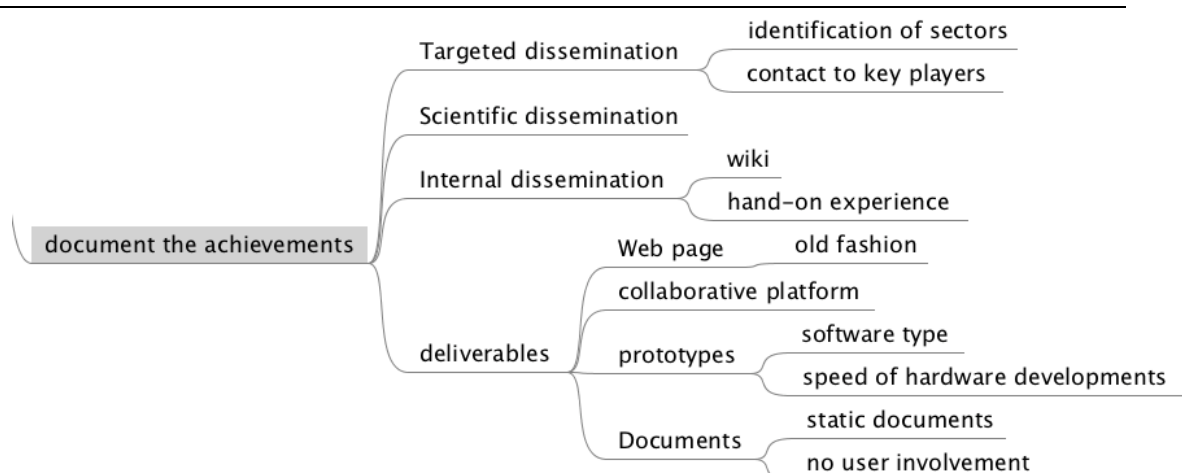 identification of sectors
Targeted dissemination
contact to key players
Scientific dissemination
wiki
Internal dissemination
hand-on experience
document the achievements
Web page
old fashion
collaborative platform
software type
prototypes
speed of hardware developments
deliverables
static documents
Documents
no user involvement